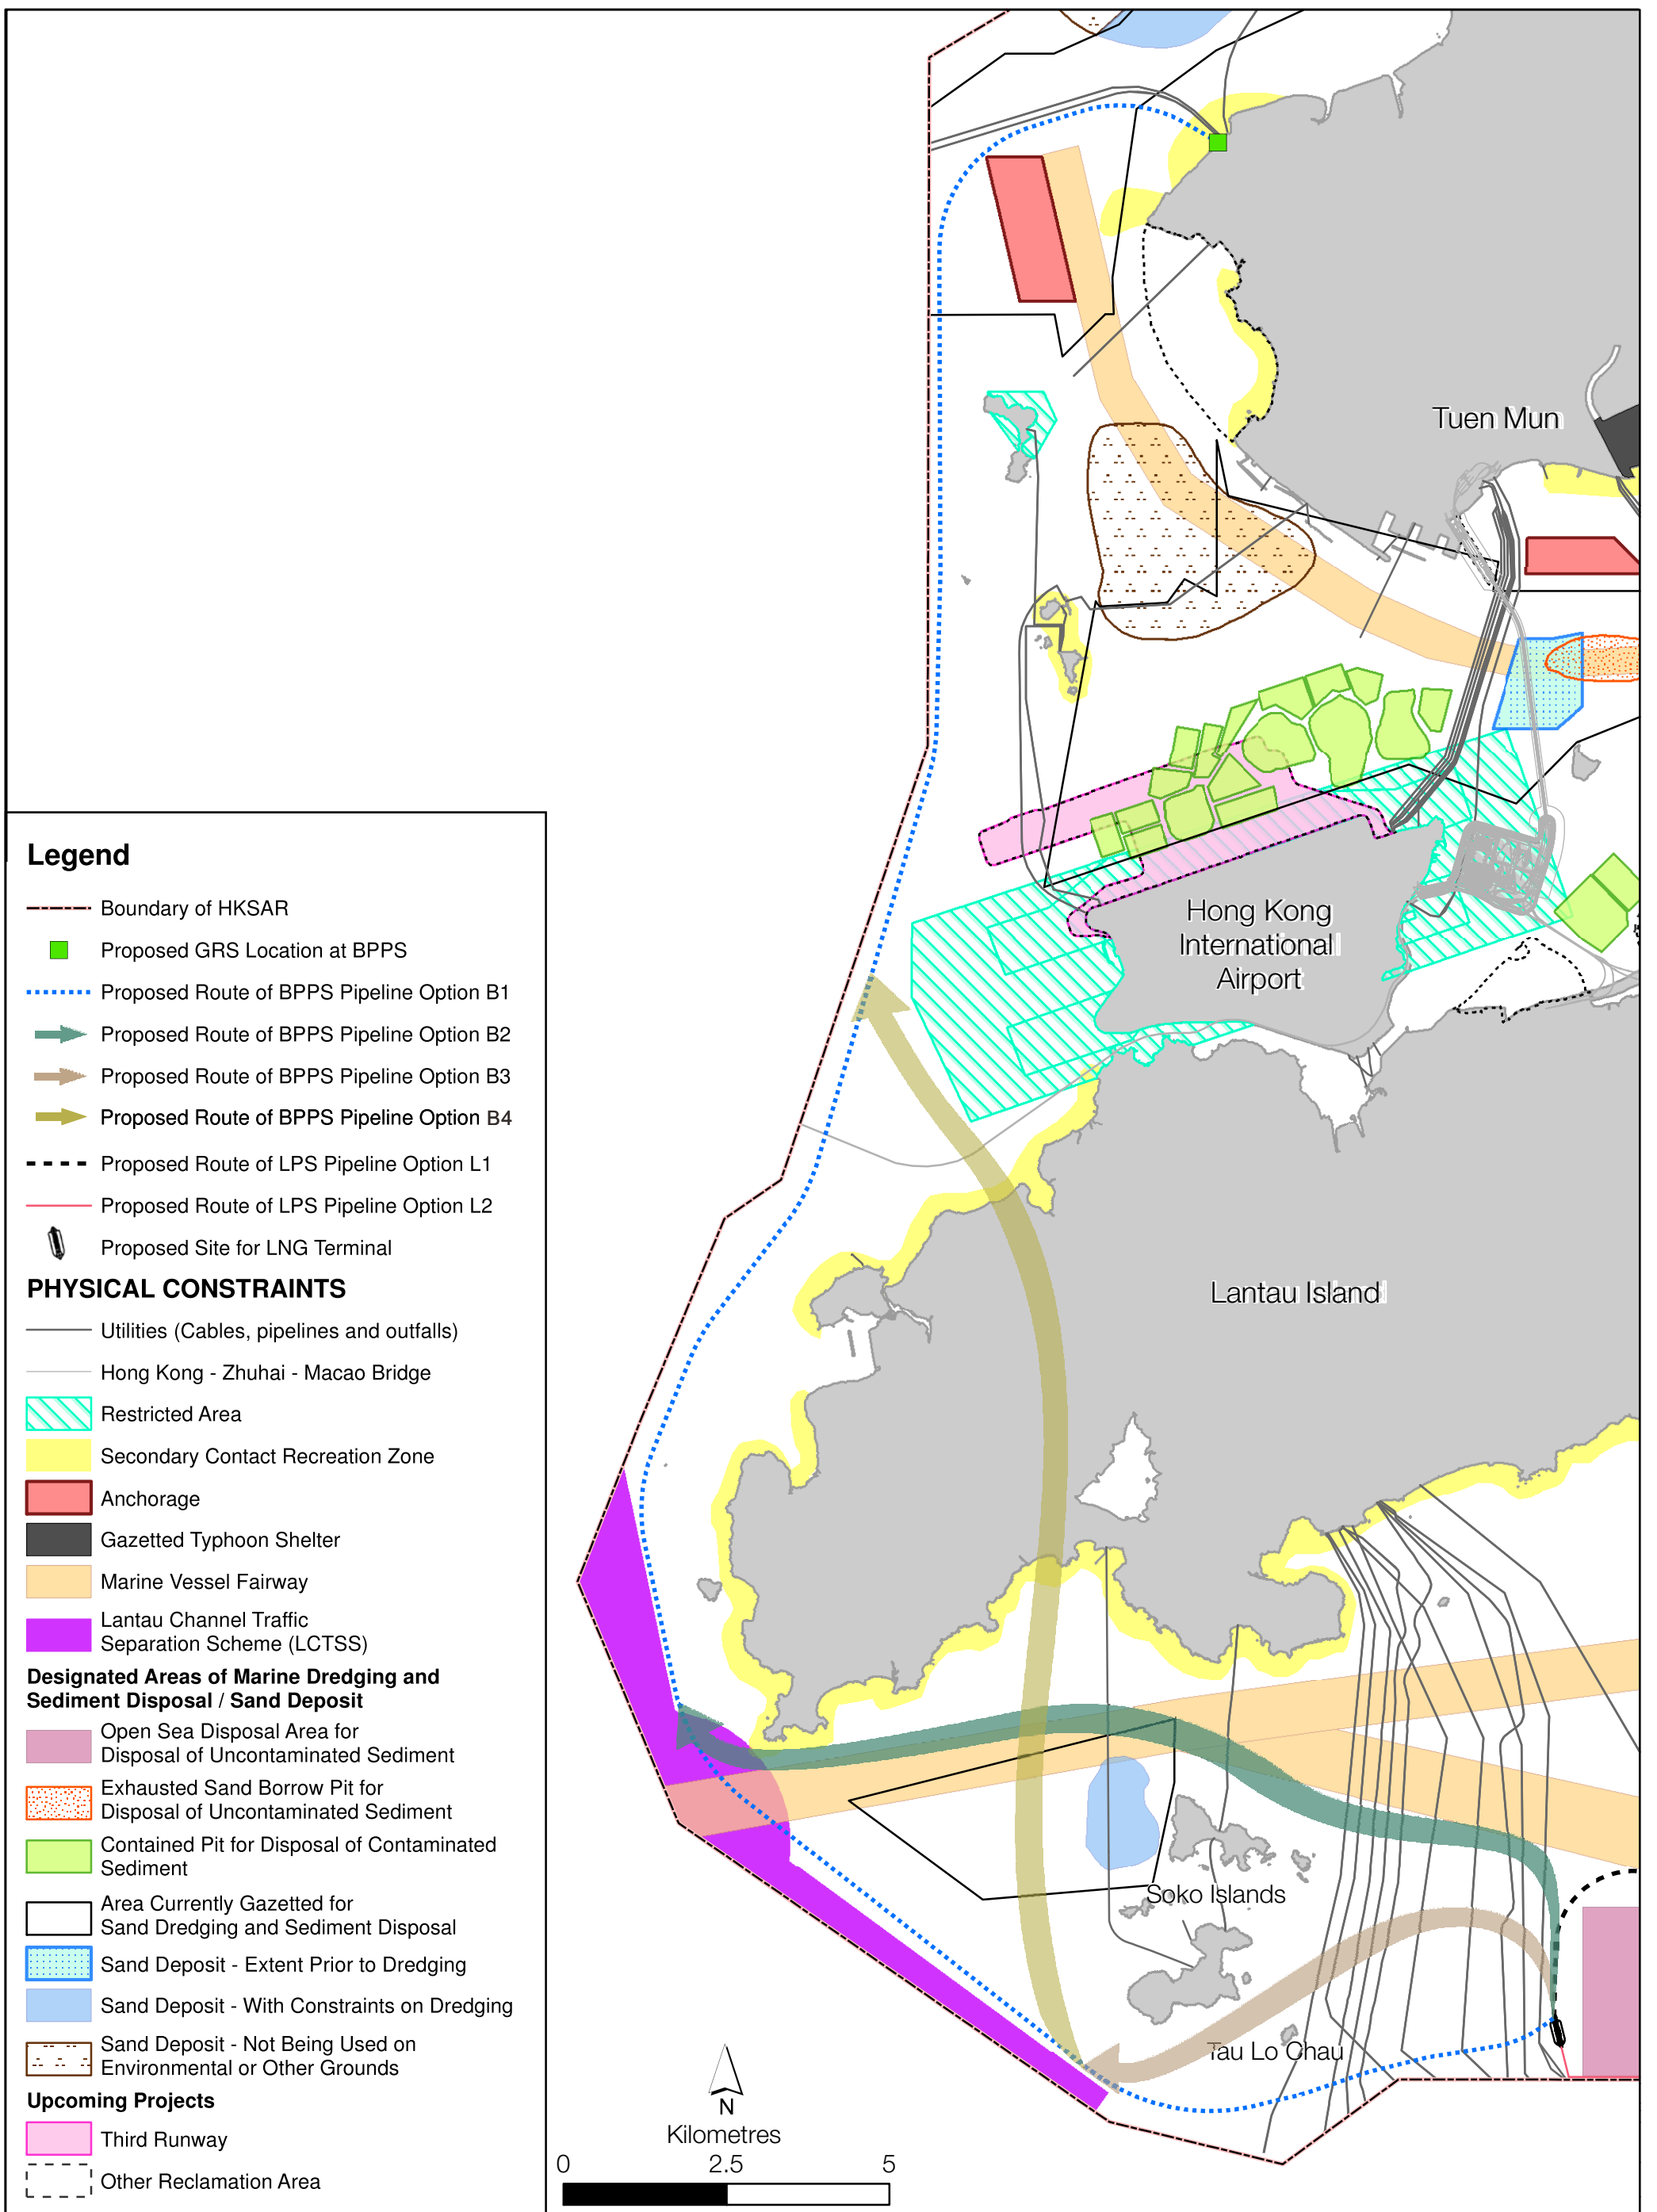 Tuen Mun
Hong Kong
International
Airport
Lantau Island
Soko Islands
Tau Lo Chau
N
Kilometres
0 2.5 5
Legend
Boundary of HKSAR
Proposed GRS Location at BPPS
Proposed Route of BPPS Pipeline Option B1
Proposed Route of BPPS Pipeline Option B2
Proposed Route of BPPS Pipeline Option B3
Proposed Route of BPPS Pipeline Option B4
Proposed Route of LPS Pipeline Option L1
Proposed Route of LPS Pipeline Option L2
Proposed Site for LNG Terminal
PHYSICAL CONSTRAINTS
Utilities (Cables, pipelines and outfalls)
Hong Kong - Zhuhai - Macao Bridge
Restricted Area
Secondary Contact Recreation Zone
Anchorage
Gazetted Typhoon Shelter
Marine Vessel Fairway
Lantau Channel Traffic
Separation Scheme (LCTSS)
Designated Areas of Marine Dredging and
Sediment Disposal / Sand Deposit
Open Sea Disposal Area for
Disposal of Uncontaminated Sediment
Exhausted Sand Borrow Pit for
Disposal of Uncontaminated Sediment
Contained Pit for Disposal of Contaminated
Sediment
Area Currently Gazetted for
Sand Dredging and Sediment Disposal
Sand Deposit - Extent Prior to Dredging
Sand Deposit - With Constraints on Dredging
Sand Deposit - Not Being Used on
Environmental or Other Grounds
Upcoming Projects
Third Runway
Other Reclamation Area